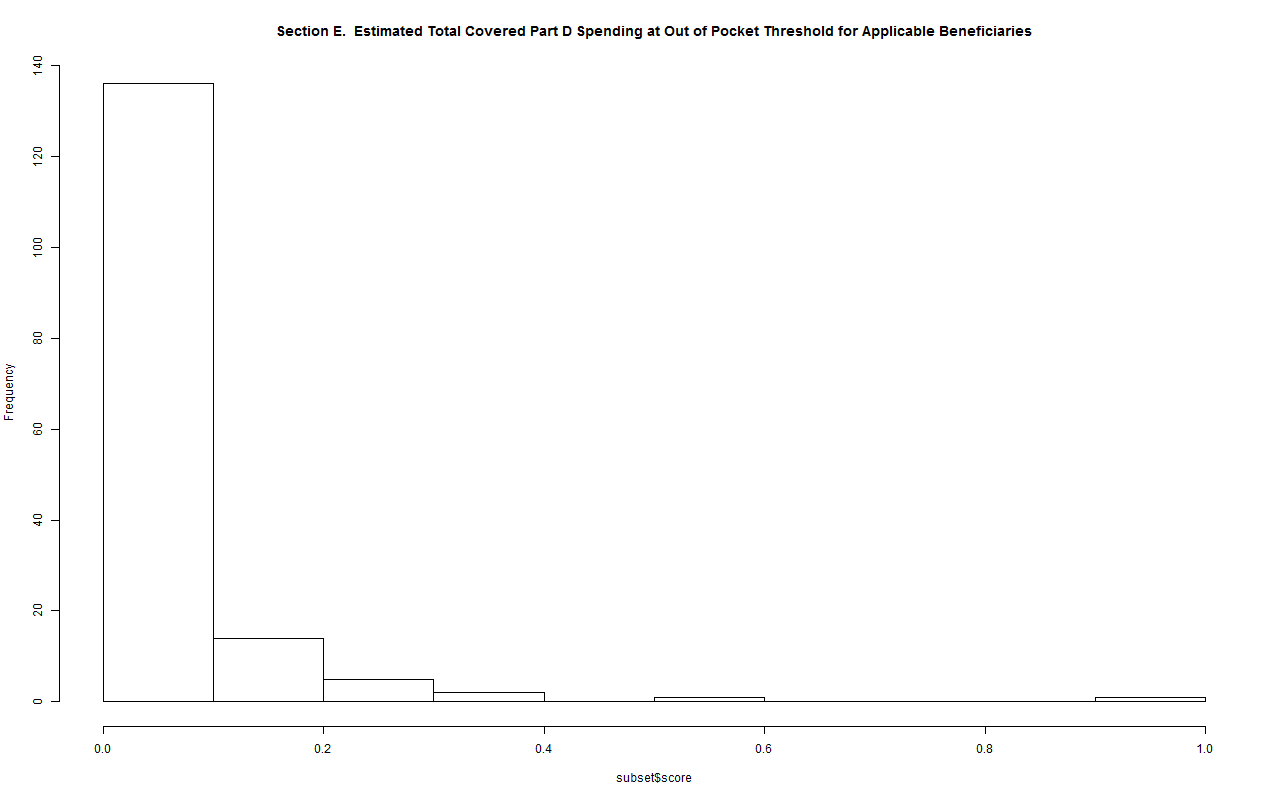 Section E.  Estimated Total Covered Part D Spending at Out of Pocket Threshold for Applicable Beneficiaries
140
120
100
80
60
40
20
0
Frequency
0.0 0.2 0.4 0.6 0.8 1.0
subset$score